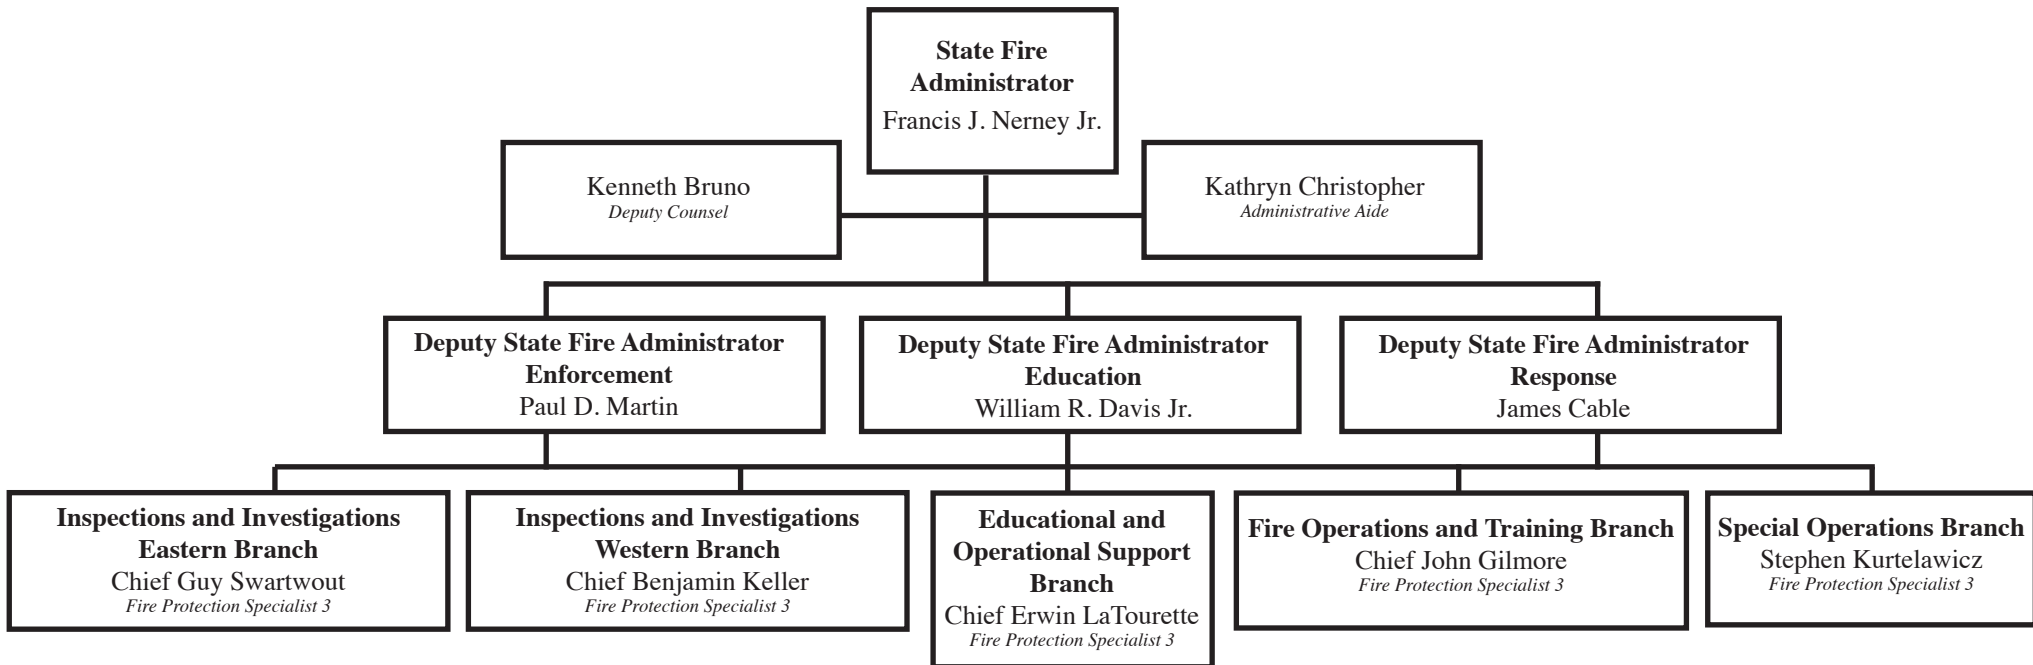 State Fire
Administrator
Francis J. Nerney Jr.
Kenneth Bruno
Deputy Counsel
Kathryn Christopher
Administrative Aide
Deputy State Fire Administrator
Enforcement
Paul D. Martin
Deputy State Fire Administrator
Education
William R. Davis Jr.
Deputy State Fire Administrator
Response
James Cable
Inspections and Investigations
Eastern Branch
Chief Guy Swartwout
Fire Protection Specialist 3
Inspections and Investigations
Western Branch
Chief Benjamin Keller
Fire Protection Specialist 3
Educational and
Operational Support
Branch
Chief Erwin LaTourette
Fire Protection Specialist 3
Fire Operations and Training Branch
Chief John Gilmore
Fire Protection Specialist 3
Special Operations Branch
Stephen Kurtelawicz
Fire Protection Specialist 3